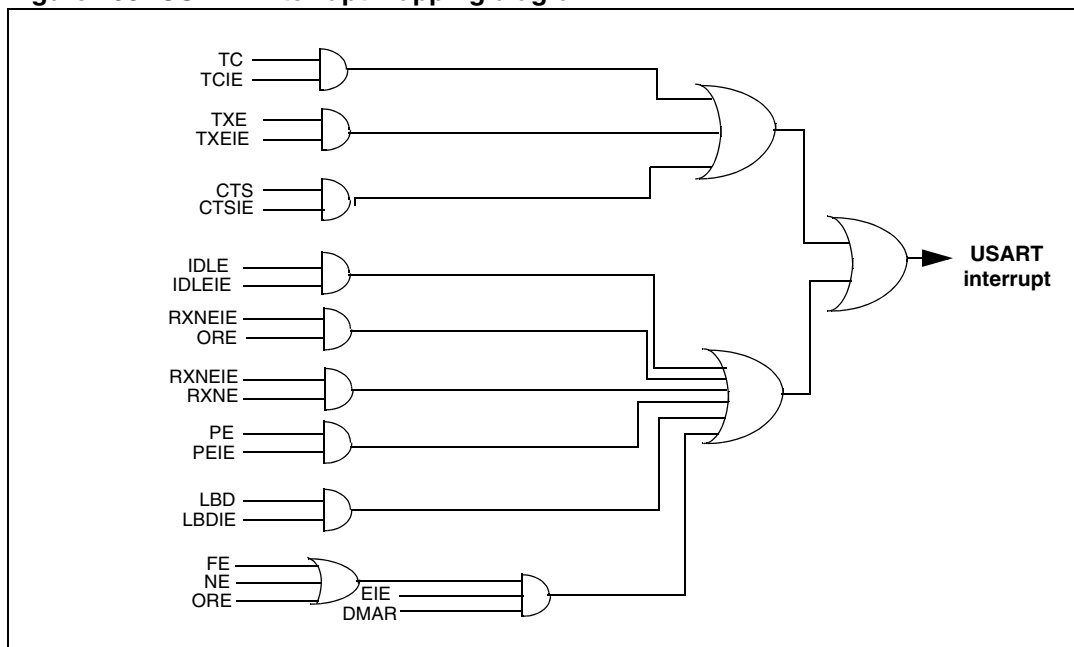 TC
TCIE
TXE
TXEIE
CTS
CTSIE
IDLE
IDLEIE
RXNEIE
ORE
RXNEIE
RXNE
PE
PEIE
LBD
LBDIE
FE
NE
ORE
EIE
DMAR
USART
interrupt